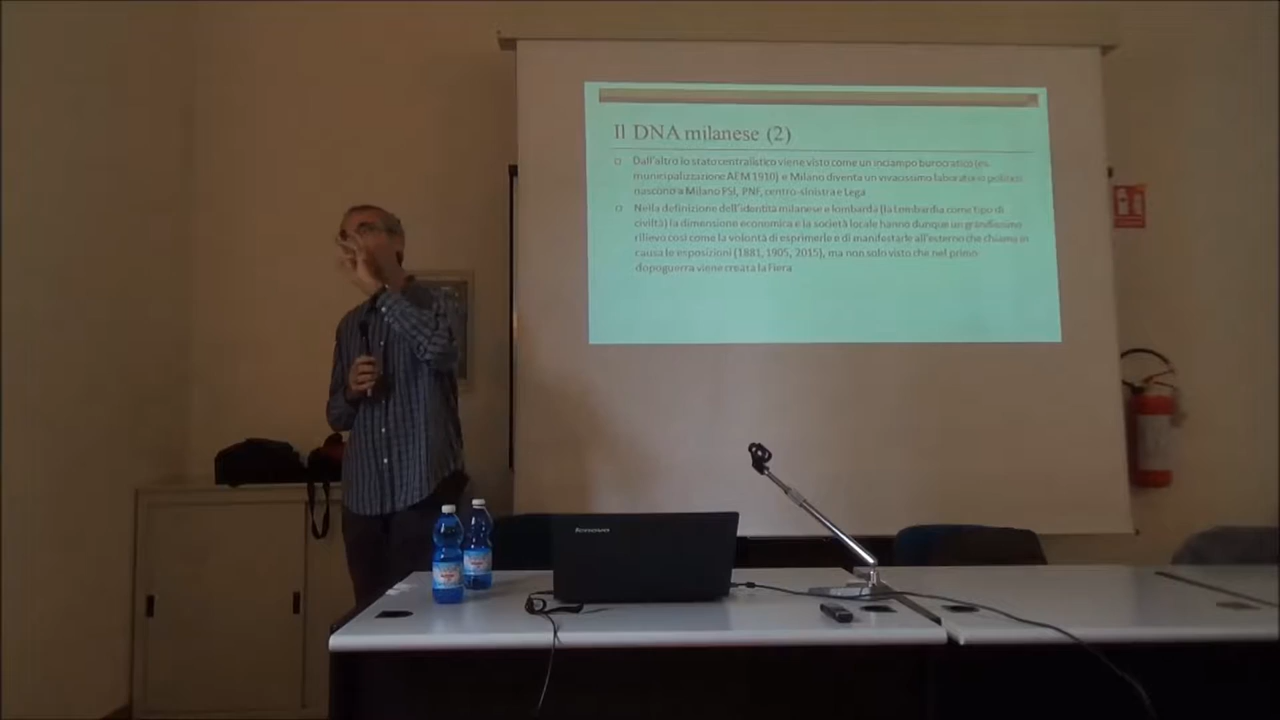 Il DNA milanese (2)
Dall'altro lo stato centralistico viene visto come un inciampo burocratico (es.
municipalizzazione AEM 1910) e Milano diventa un vivacissimo laboratorio politico:
nascono a Milano PSI, PNF, centro-sinistra e Lega
Nella definizione dell'identità milanese e lombarda (la Lombardia come tipo di
civiltà) la dimensione economica e la società locale hanno dunque un grandissimo
rilievo così come la volontà di esprimerle e di manifestarle all'esterno che chiama in
causa le esposizioni (1881, 1905, 2015), ma non solo visto che nel primo
dopoguerra viene creata la Fiera
lenovo